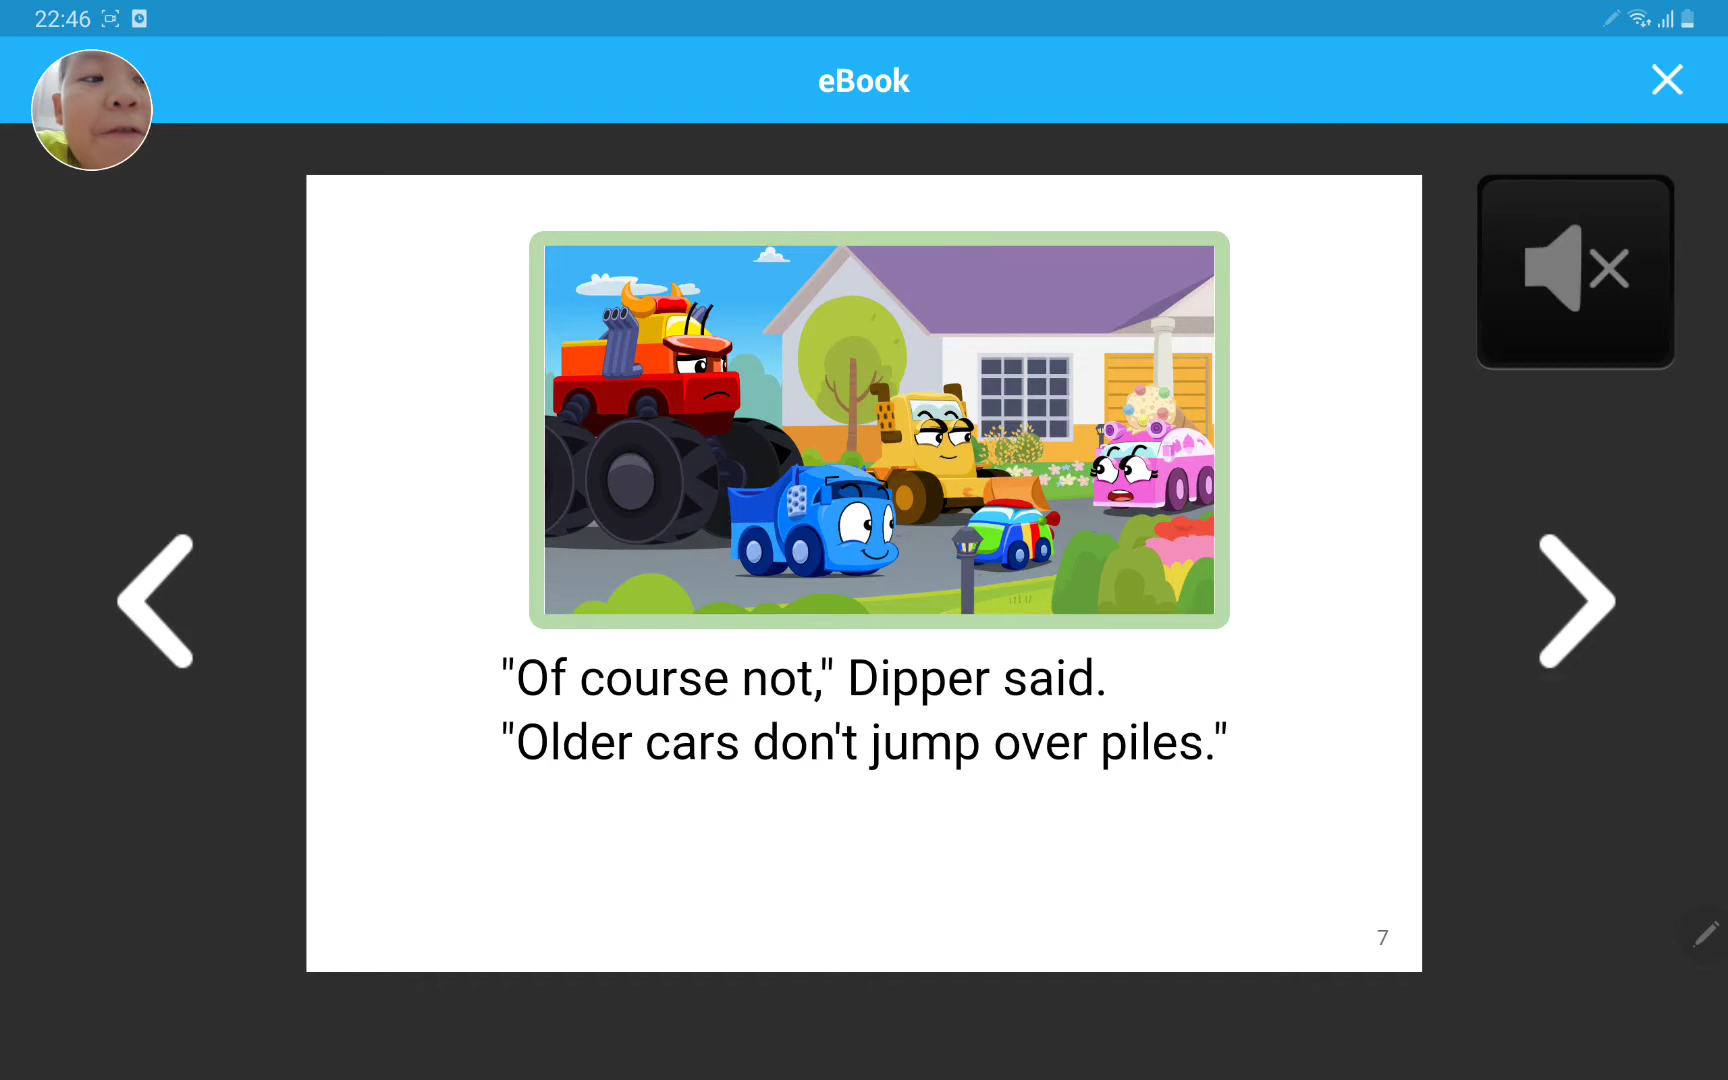 22:46
eBook
"Of course not," Dipper said.
"Older cars don't jump over piles."
7